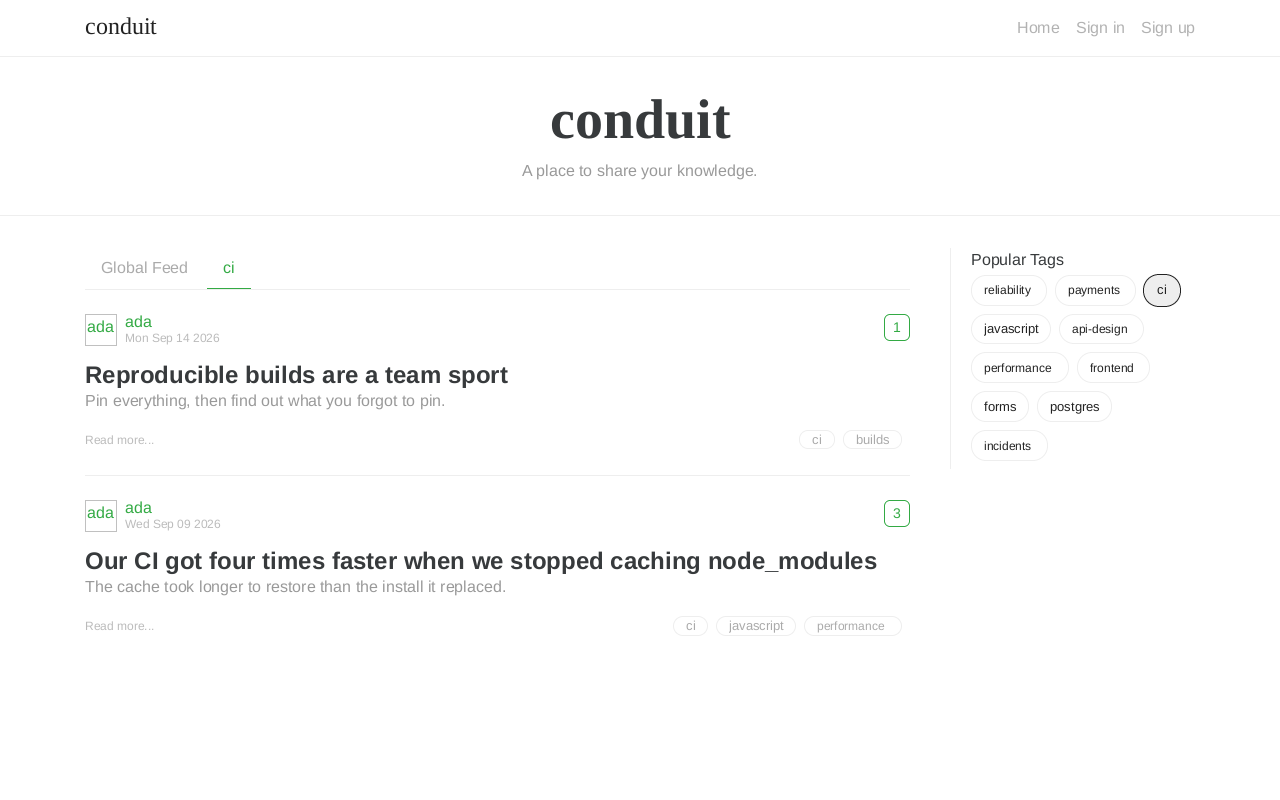 conduit
Home Sign in Sign up
conduit
A place to share your knowledge.
Global Feed ci
ada ada
Mon Sep 14 2026
1
Reproducible builds are a team sport
Pin everything, then find out what you forgot to pin.
Read more...
ci builds
ada ada
Wed Sep 09 2026
3
Our CI got four times faster when we stopped caching node_modules
The cache took longer to restore than the install it replaced.
Read more...
ci javascript performance
Popular Tags
reliability payments ci
javascript api-design
performance frontend
forms postgres
incidents